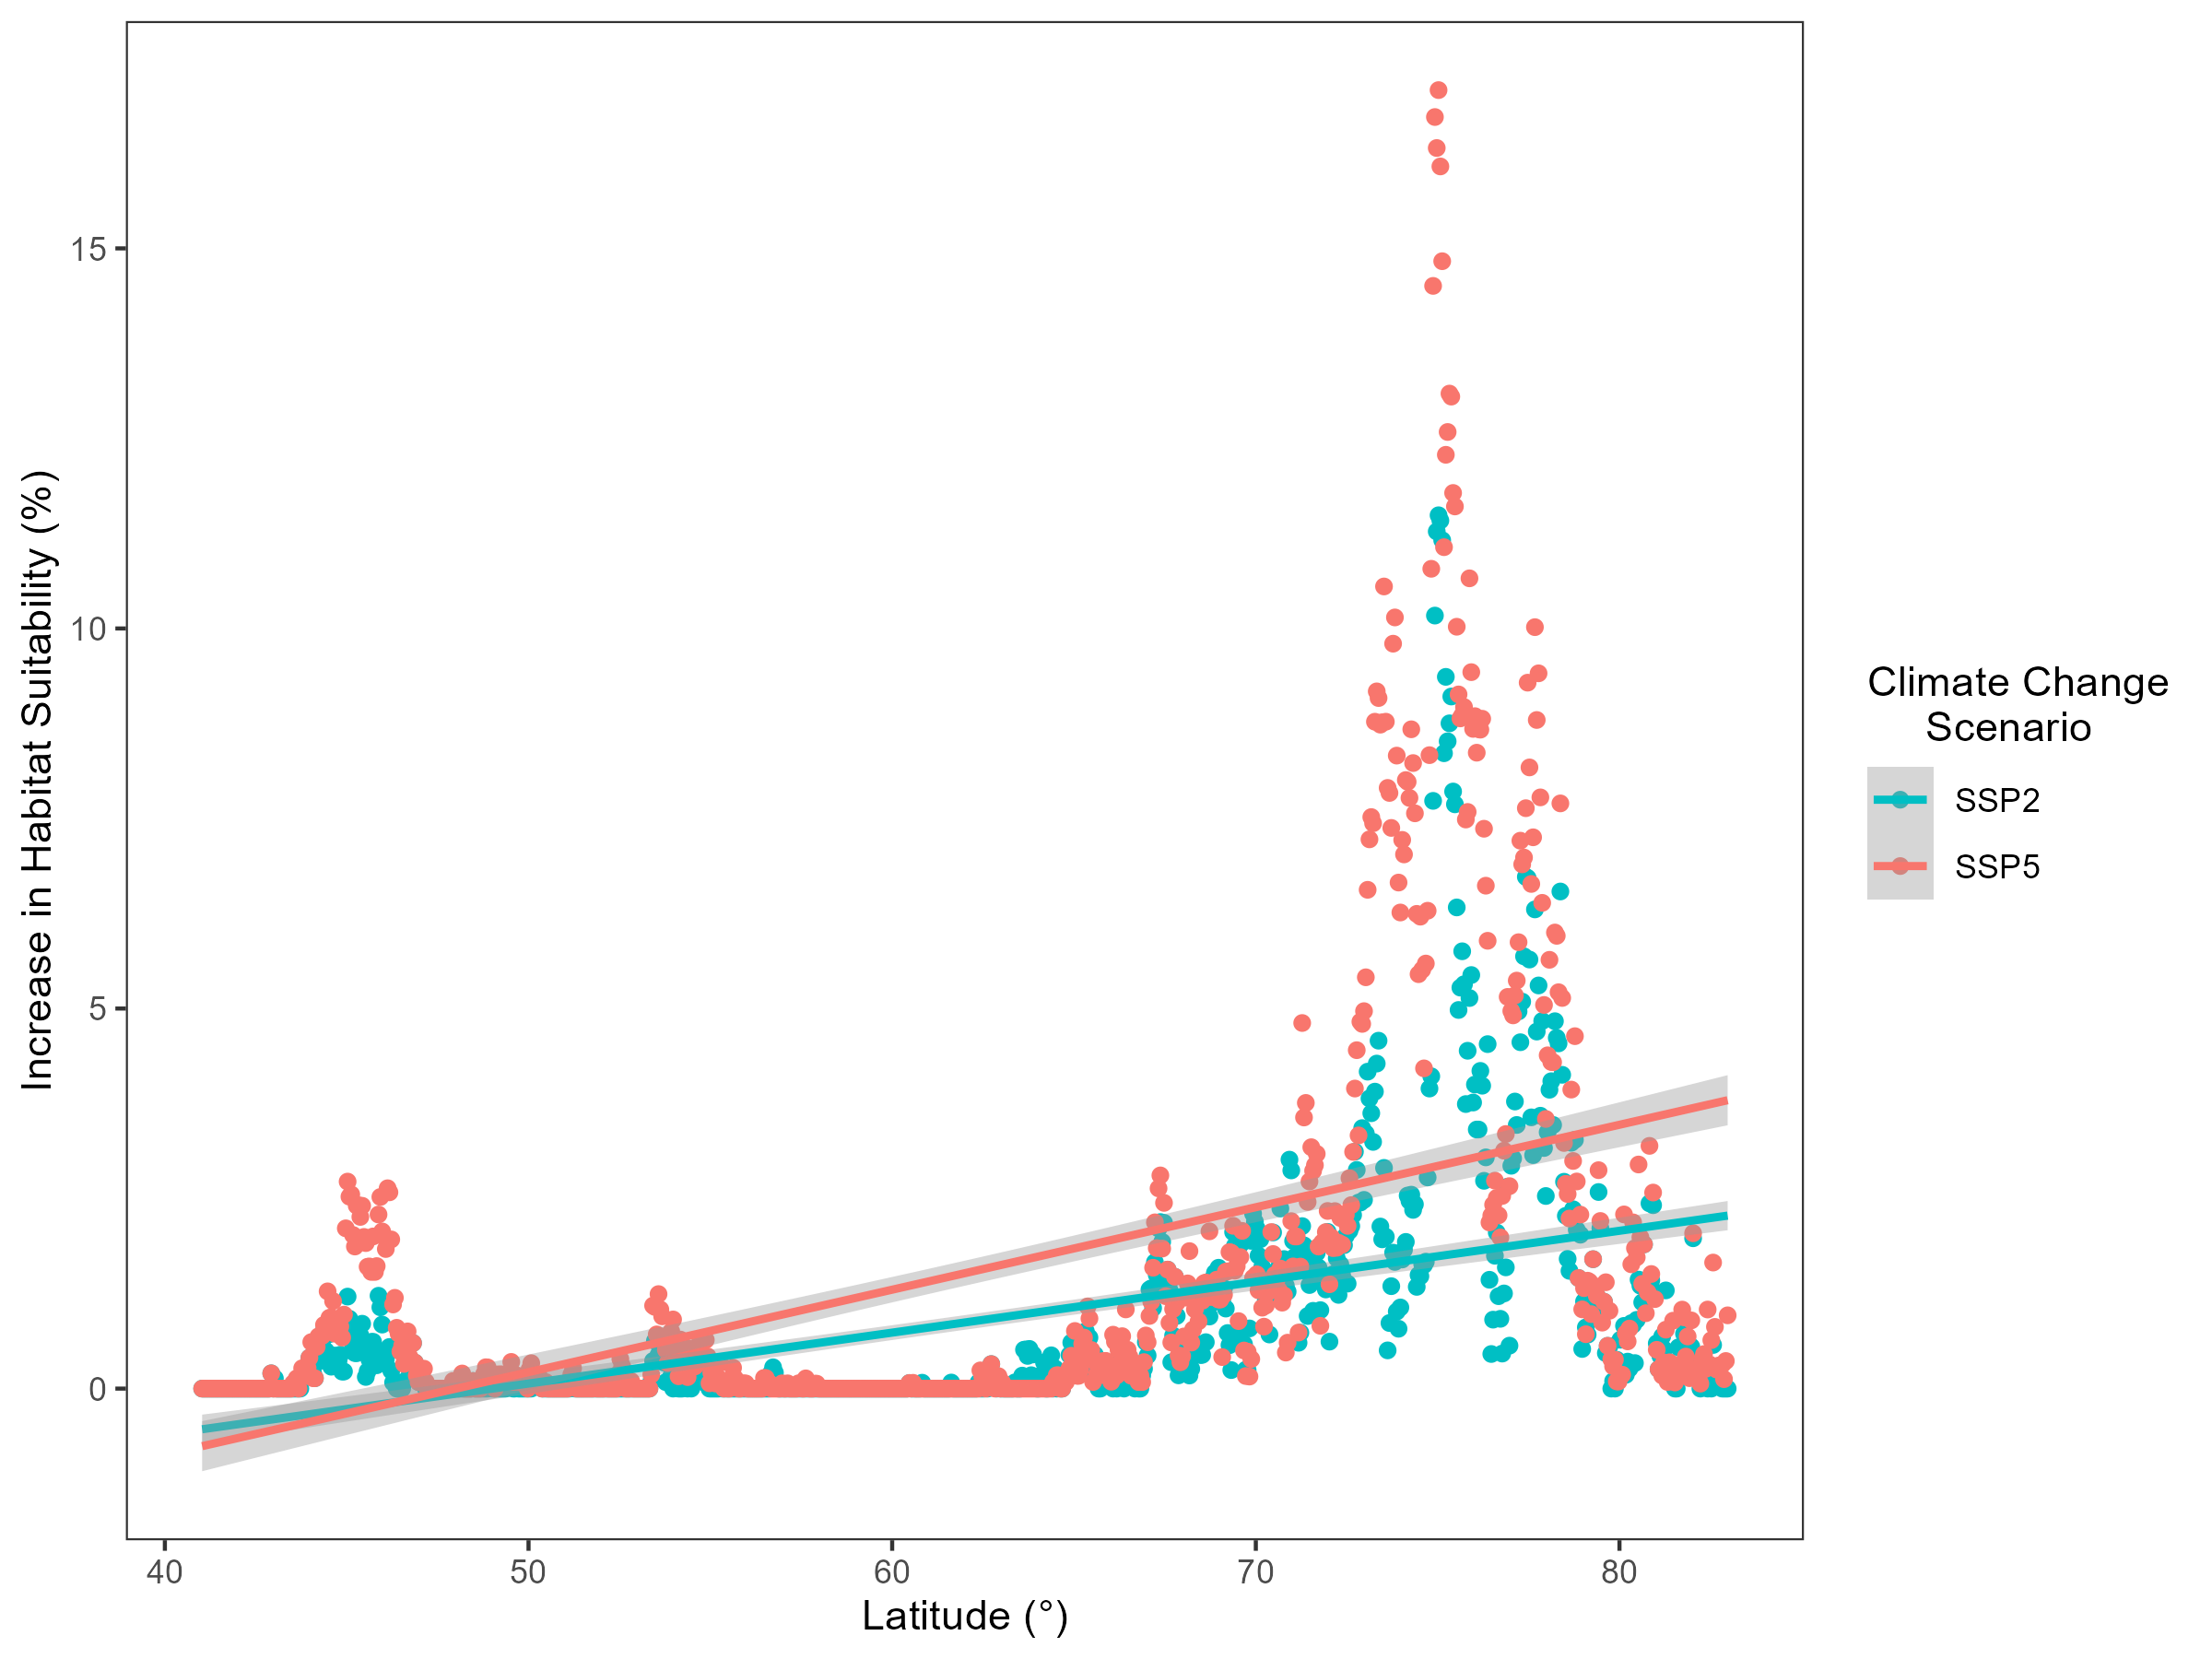 Increase in Habitat Suitability (%)
15
10
5
0
40 50 60 70 80
Latitude (°)
Climate Change
Scenario
SSP2
SSP5